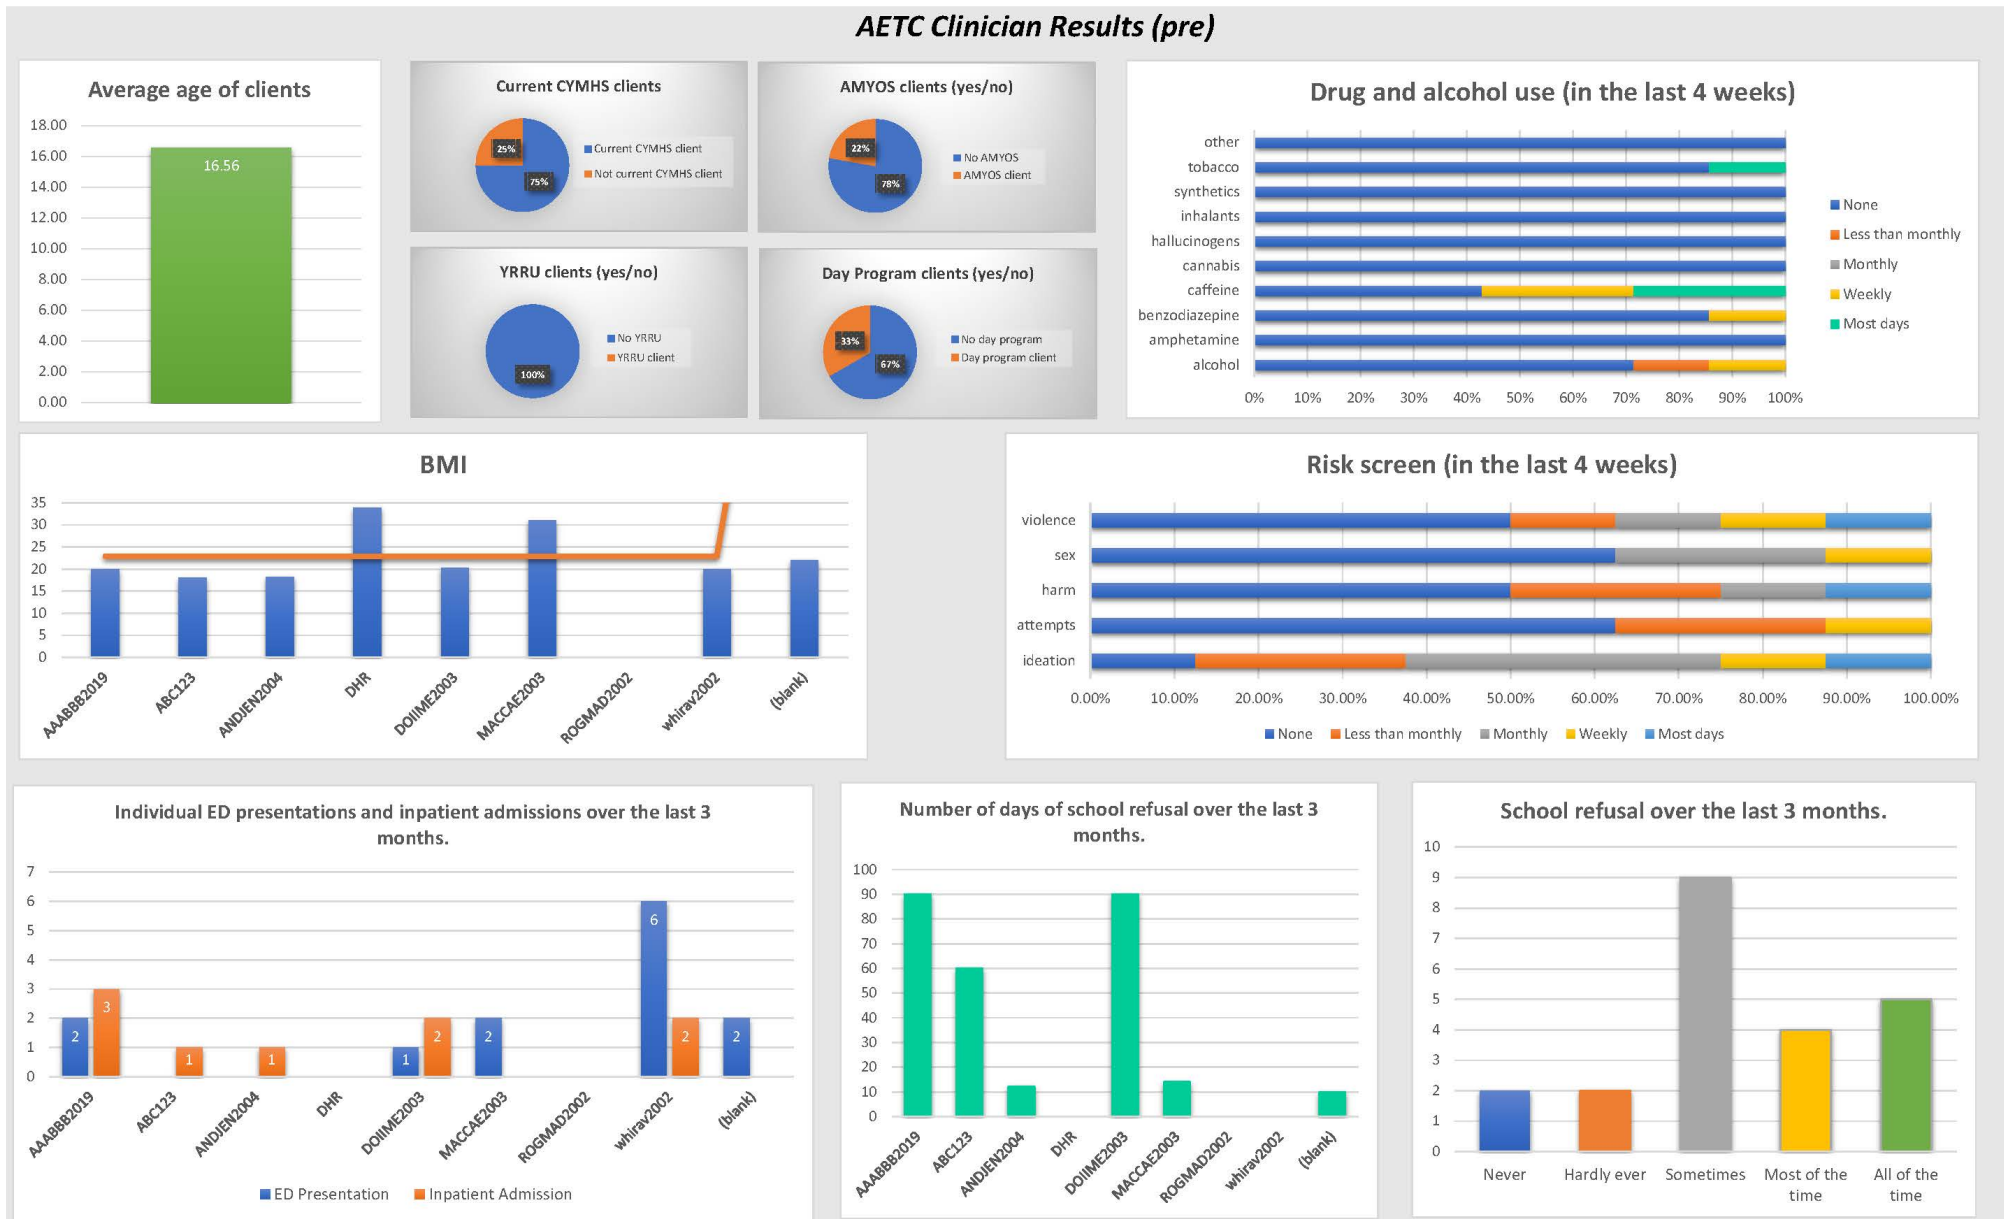 AETC Clinician Results (pre)
Average age of clients
18.00
16.00
14.00
12.00
10.00
8.00
6.00
4.00
2.00
0.00
16.56
Current CYMHS clients
25%
75%
Current CYMHS client
Not current CYMHS client
AMYOS clients (yes/no)
22%
78%
No AMYOS
AMYOS client
YRRU clients (yes/no)
100%
No YRRU
YRRU client
Day Program clients (yes/no)
33%
67%
No day program
Day program client
Drug and alcohol use (in the last 4 weeks)
other
tobacco
synthetics
inhalants
hallucinogens
cannabis
caffeine
benzodiazepine
amphetamine
alcohol
0% 10% 20% 30% 40% 50% 60% 70% 80% 90% 100%
None
Less than monthly
Monthly
Weekly
Most days
BMI
35
30
25
20
15
10
5
0
AAABBB2019 ABC123 ANDJEN2004 DHR DOIIME2003 MACCAE2003 ROGMAD2002 whirav2002 (blank)
Risk screen (in the last 4 weeks)
violence
sex
harm
attempts
ideation
0.00% 10.00% 20.00% 30.00% 40.00% 50.00% 60.00% 70.00% 80.00% 90.00% 100.00%
None Less than monthly Monthly Weekly Most days
Individual ED presentations and inpatient admissions over the last 3
months.
7
6
5
4
3
2
1
0
2 3 1 1 1 2 2 6 2 2
AAABBB2019 ABC123 ANDJEN2004 DHR DOIIME2003 MACCAE2003 ROGMAD2002 whirav2002 (blank)
ED Presentation Inpatient Admission
Number of days of school refusal over the last 3
months.
100
90
80
70
60
50
40
30
20
10
0
AAABBB2019 ABC123 ANDJEN2004 DHR DOIIME2003 MACCAE2003 ROGMAD2002 whirav2002 (blank)
School refusal over the last 3 months.
10
9
8
7
6
5
4
3
2
1
0
Never Hardly ever Sometimes Most of the All of the
time time